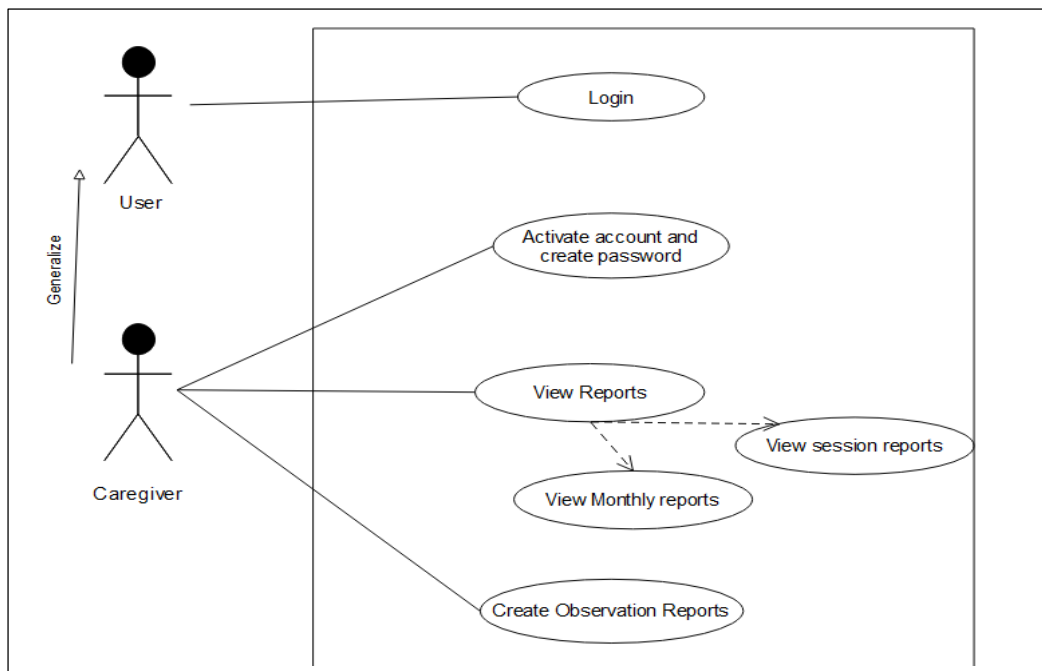 Login
User
Activate account and
create password
Generalize
View Reports
View session reports
Caregiver
View Monthly reports
Create Observation Reports